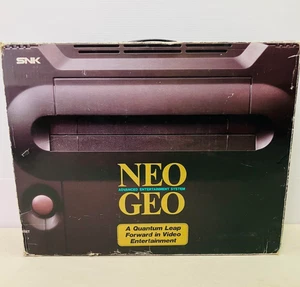 SNK
NEO
ADVANCED ENTERTAINMENT SYSTEM
GEO
A Quantum Leap
Forward in Video
Entertainment